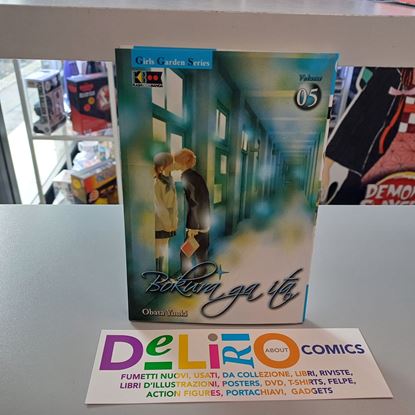 Girls Garden Series
Volume
05
Bokura ga ita
Obata Yuuki
DeLiRiO
ABOUT
COMICS
FUMETTI NUOVI, USATI, DA COLLEZIONE, LIBRI, RIVISTE,
LIBRI D'ILLUSTRAZIONI, POSTERS, DVD, T-SHIRTS, FELPE,
ACTION FIGURES, PORTACHIAVI, GADGETS
DEMON